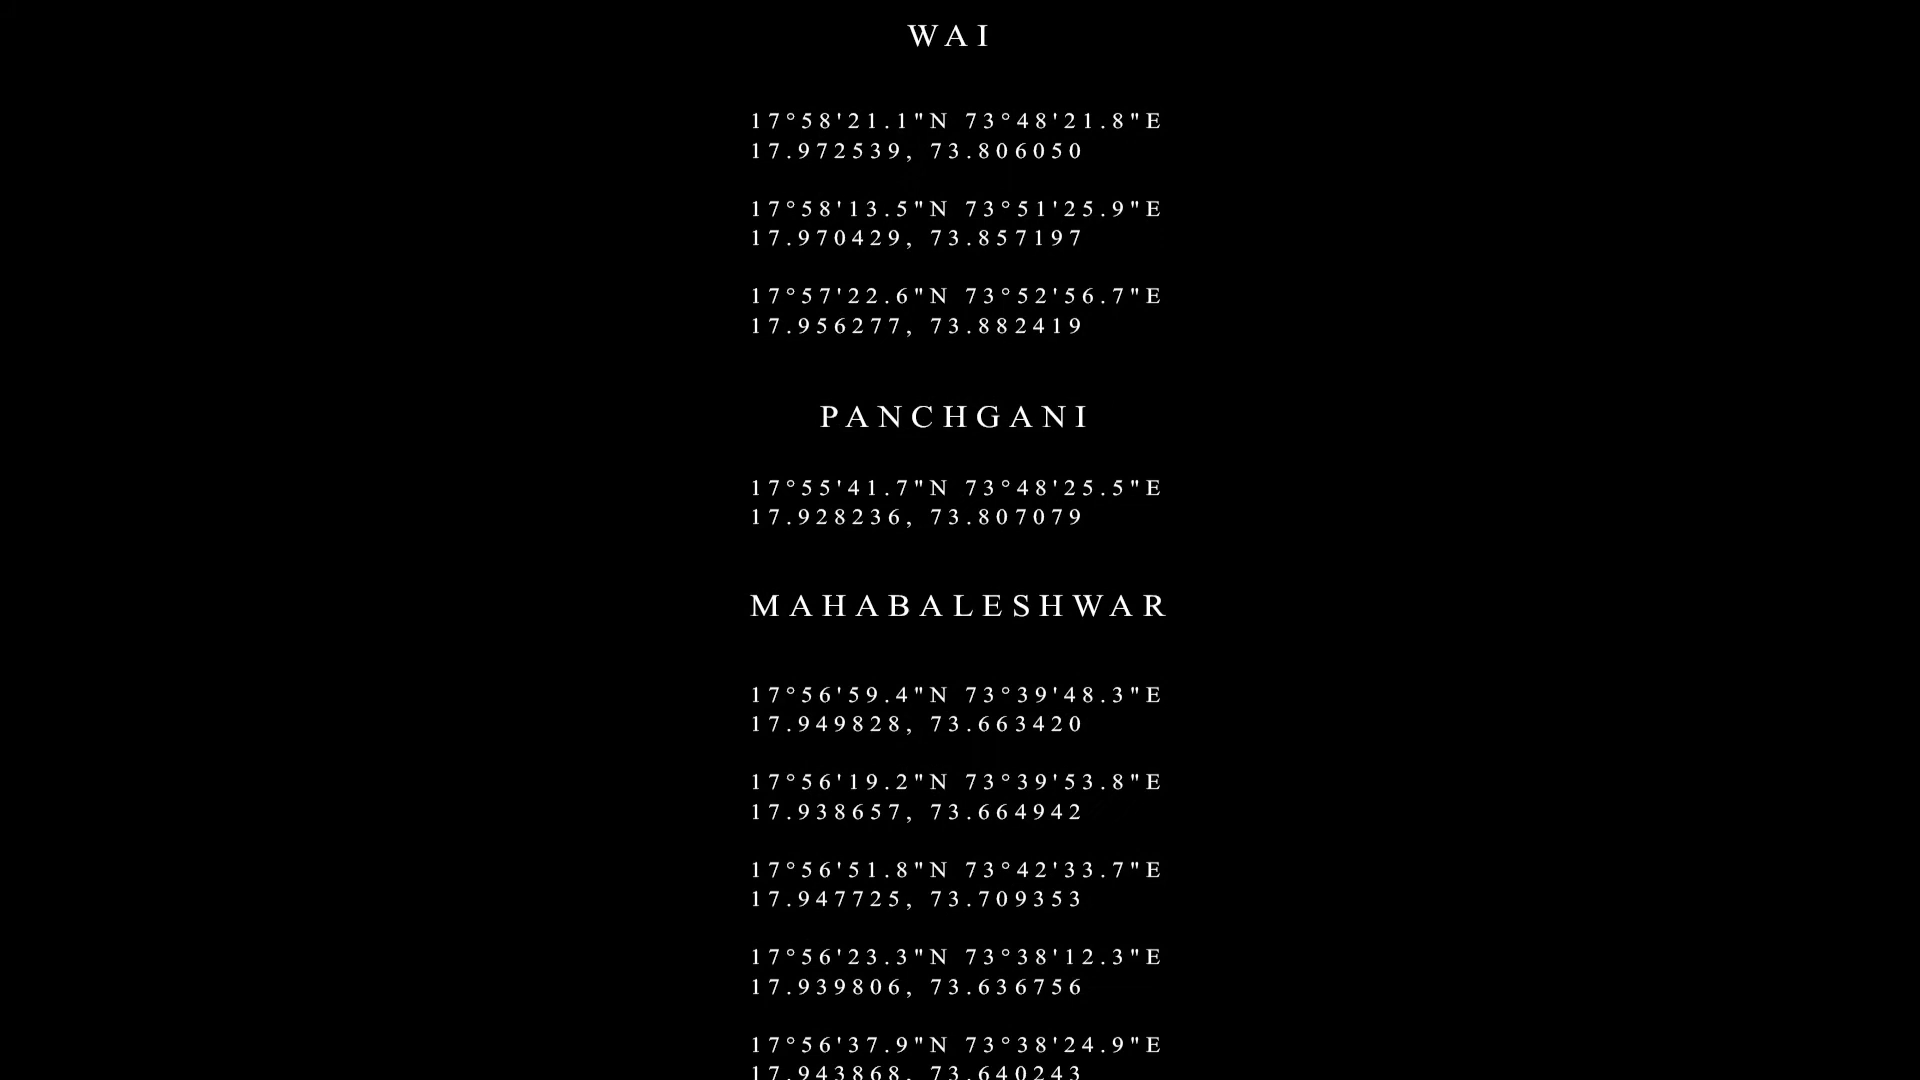 WAI
17°58'21.1"N 73°48'21.8"E
17.972539, 73.806050
17°58'13.5"N 73°51'25.9"E
17.970429, 73.857197
17°57'22.6"N 73°52'56.7"E
17.956277, 73.882419
PANCHGANI
17°55'41.7"N 73°48'25.5"E
17.928236, 73.807079
MAHABALESHWAR
17°56'59.4"N 73°39'48.3"E
17.949828, 73.663420
17°56'19.2"N 73°39'53.8"E
17.938657, 73.664942
17°56'51.8"N 73°42'33.7"E
17.947725, 73.709353
17°56'23.3"N 73°38'12.3"E
17.939806, 73.636756
17°56'37.9"N 73°38'24.9"E
17.943868, 73.640243